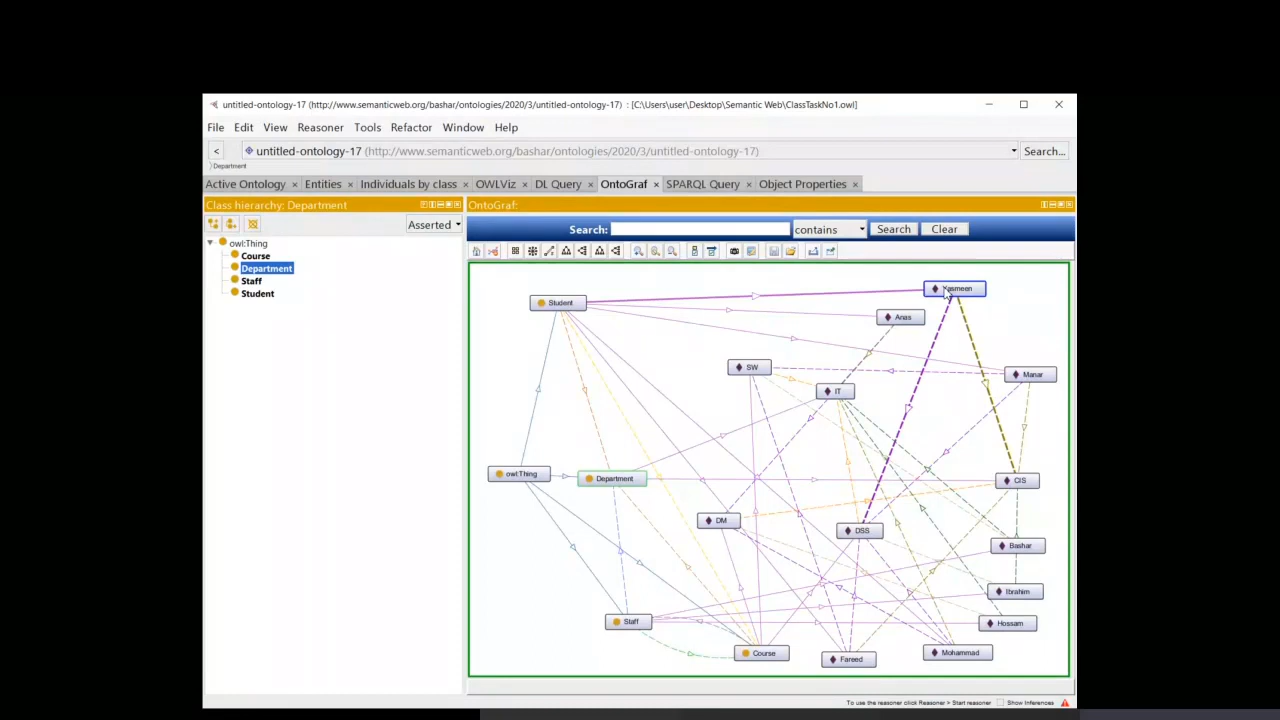 untitled-ontology-17 (http://www.semanticweb.org/bashar/ontologies/2020/3/untitled-ontology-17) : [C:\Users\user\Desktop\Semantic Web\ClassTaskNo1.owl]
File Edit View Reasoner Tools Refactor Window Help
< untitled-ontology-17 (http://www.semanticweb.org/bashar/ontologies/2020/3/untitled-ontology-17) Search...
Department
Active Ontology × Entities × Individuals by class × OWLViz × DL Query × OntoGraf × SPARQL Query × Object Properties ×
Class hierarchy: Department
OntoGraf:
Asserted
Search: contains Search Clear
owl:Thing
Course
Department
Staff
Student
Yasmeen
Student
Anas
SW
Manar
IT
owl:Thing
Department
CIS
DM
DSS
Bashar
Ibrahim
Staff
Hossam
Course
Fareed
Mohammad
To use the reasoner click Reasoner > Start reasoner Show Inferences